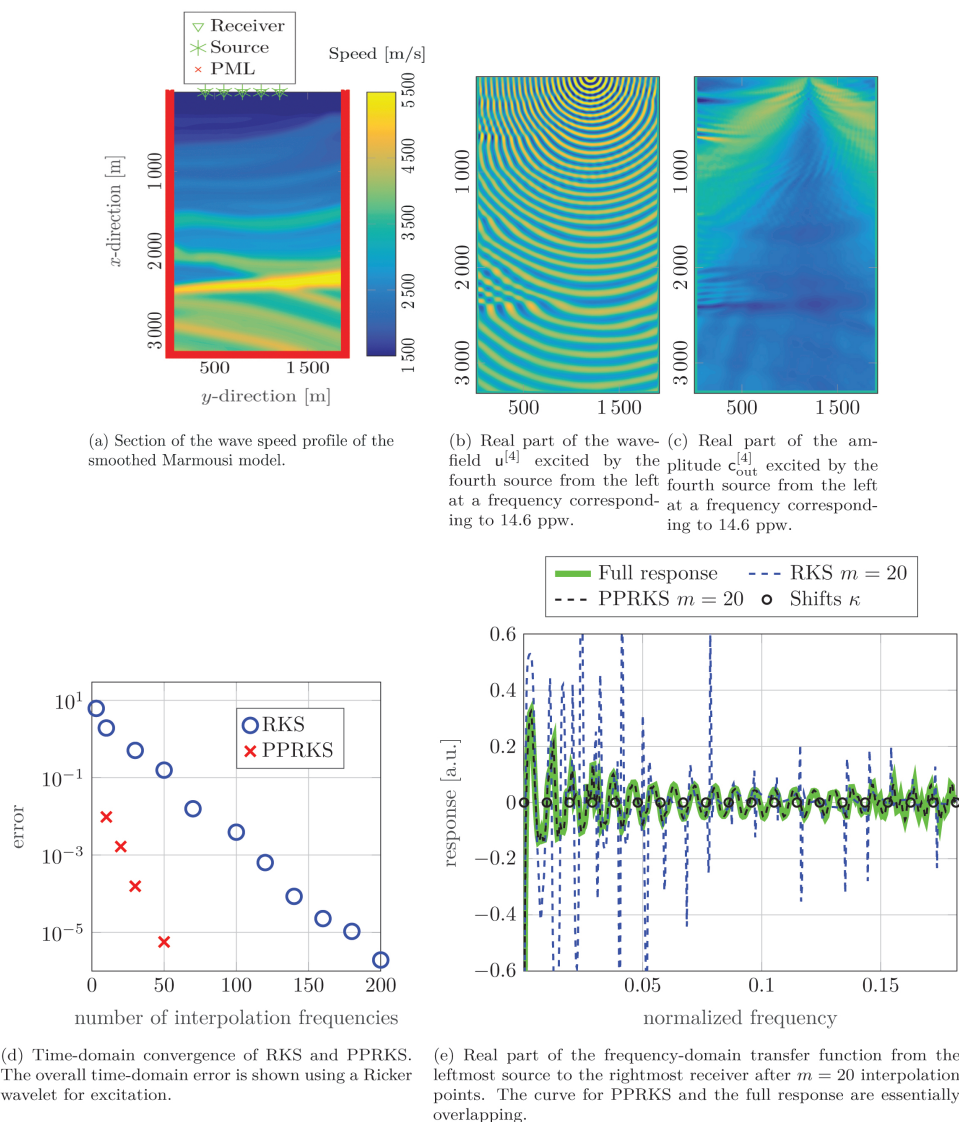 Receiver
Source
PML
Speed [m/s]
5 500
4 500
3 500
2 500
1 500
x-direction [m]
1 000
2 000
3 000
500
1 500
y-direction [m]
(a) Section of the wave speed profile of the
smoothed Marmousi model.
1 000
2 000
3 000
500
1 500
(b) Real part of the wave-
field u[4] excited by the
fourth source from the left
at a frequency correspond-
ing to 14.6 ppw.
1 000
2 000
3 000
500
1 500
(c) Real part of the am-
plitude c[4]out excited by the
fourth source from the left
at a frequency correspond-
ing to 14.6 ppw.
RKS
PPRKS
error
10^1
10^−1
10^−3
10^−5
0
50
100
150
200
number of interpolation frequencies
(d) Time-domain convergence of RKS and PPRKS.
The overall time-domain error is shown using a Ricker
wavelet for excitation.
Full response
RKS m = 20
PPRKS m = 20
Shifts κ
response [a.u.]
0.6
0.4
0.2
0
−0.2
−0.4
−0.6
0.05
0.1
0.15
normalized frequency
(e) Real part of the frequency-domain transfer function from the
leftmost source to the rightmost receiver after m = 20 interpolation
points. The curve for PPRKS and the full response are essentially
overlapping.